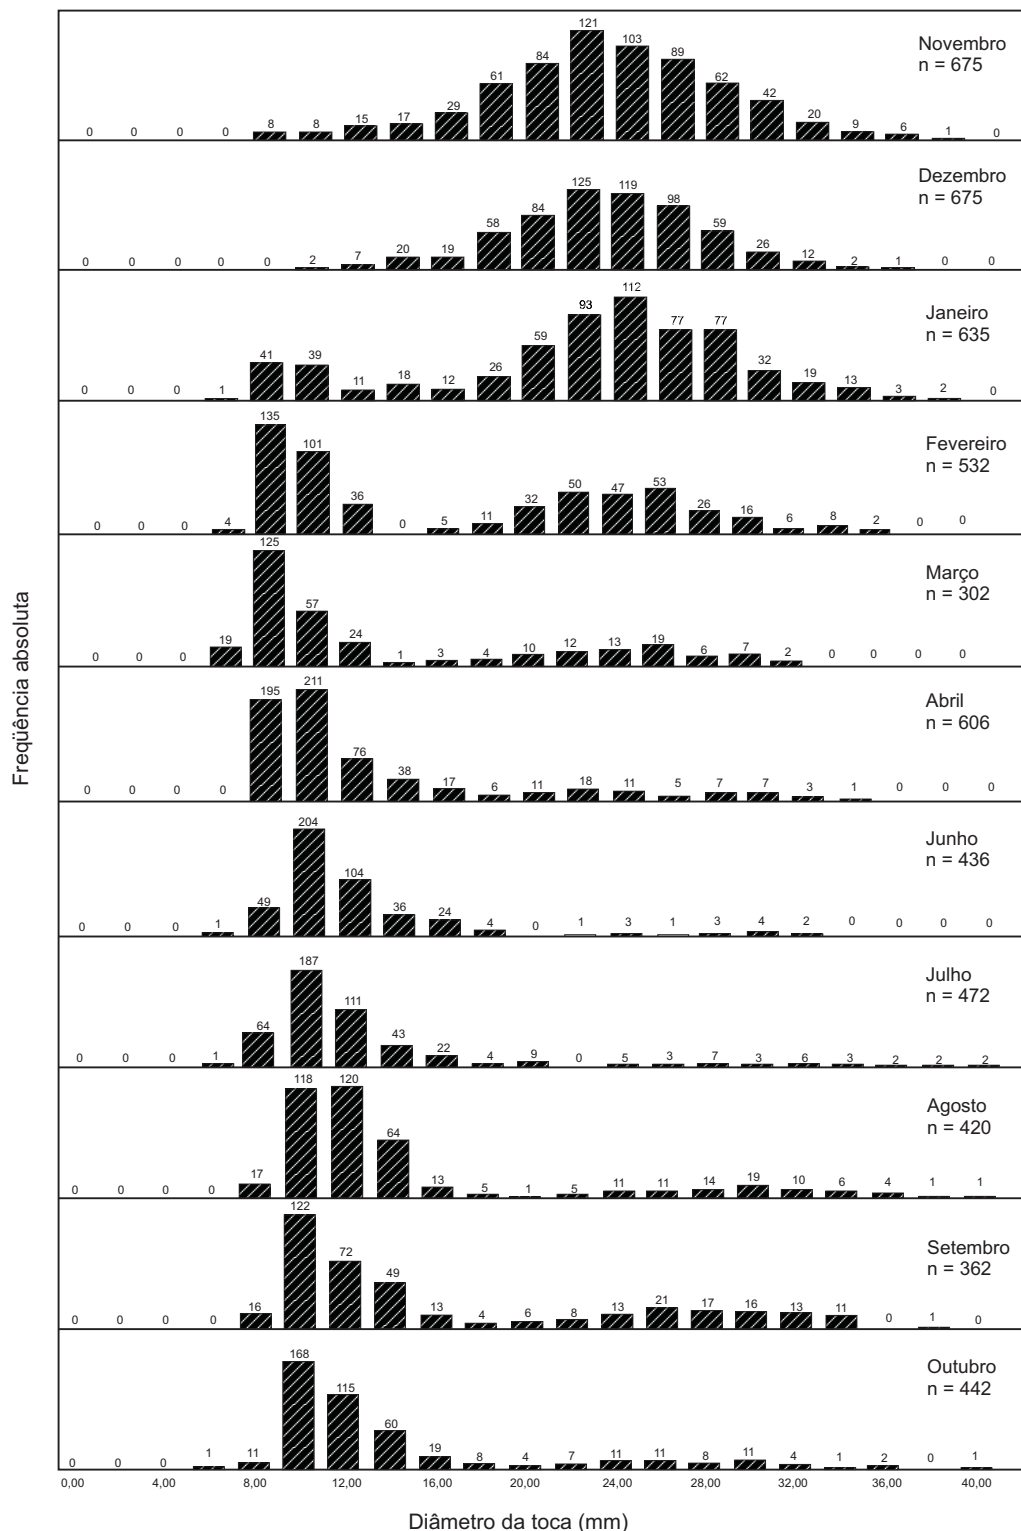 Novembro
n = 675
0 0 0 0 8 8 15 17 29 61 84 121 103 89 62 42 20 9 6 1 0
Dezembro
n = 675
0 0 0 0 0 2 7 20 19 58 84 125 119 98 59 26 12 2 1 0 0
Janeiro
n = 635
0 0 0 1 41 39 11 18 12 26 59 93 112 77 77 32 19 13 3 2 0
Fevereiro
n = 532
0 0 0 4 135 101 36 0 5 11 32 50 47 53 26 16 6 8 2 0 0
Março
n = 302
0 0 0 19 125 57 24 1 3 4 10 12 13 19 6 7 2 0 0 0 0
Abril
n = 606
0 0 0 0 195 211 76 38 17 6 11 18 11 5 7 7 3 1 0 0 0
Junho
n = 436
0 0 0 1 49 204 104 36 24 4 0 1 3 1 3 4 2 0 0 0 0
Julho
n = 472
0 0 0 1 64 187 111 43 22 4 9 0 5 3 7 3 6 3 2 2 2
Agosto
n = 420
0 0 0 0 17 118 120 64 13 5 1 5 11 11 14 19 10 6 4 1 1
Setembro
n = 362
0 0 0 0 16 122 72 49 13 4 6 8 13 21 17 16 13 11 0 1 0
Outubro
n = 442
0 0 0 1 11 168 115 60 19 8 4 7 11 11 8 11 4 1 2 0 1
0,00 4,00 8,00 12,00 16,00 20,00 24,00 28,00 32,00 36,00 40,00
Diâmetro da toca (mm)
Freqüência absoluta